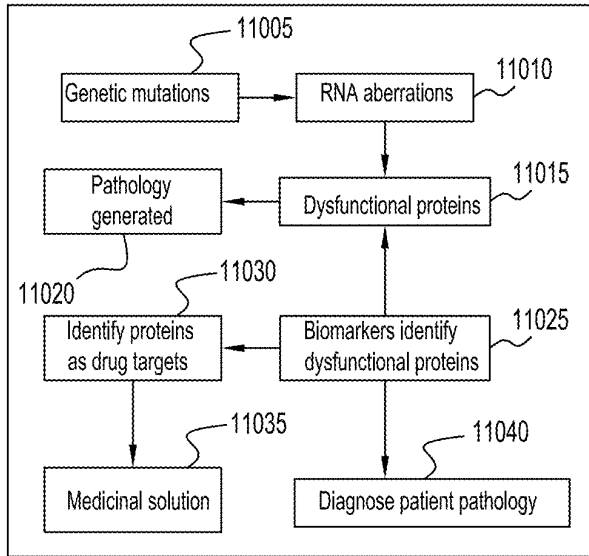 11005
Genetic mutations
RNA aberrations
11010
Pathology
generated
Dysfunctional proteins
11015
11020
11030
Identify proteins
as drug targets
Biomarkers identify
dysfunctional proteins
11025
11035
11040
Medicinal solution
Diagnose patient pathology